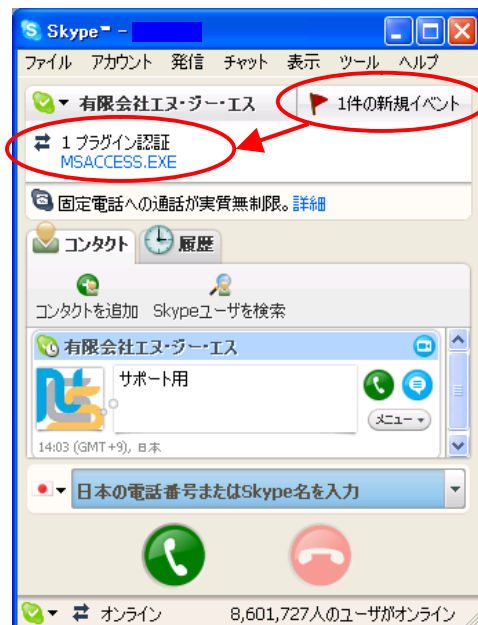 Skype™ -
ファイル アカウント 発信 チャット 表示 ツール ヘルプ
有限会社エヌ・ジー・エス 1件の新規イベント
1 プラグイン認証
MSACCESS.EXE
固定電話への通話が実質無制限。詳細
コンタクト 履歴
コンタクトを追加 Skypeユーザを検索
有限会社エヌ・ジー・エス
サポート用
メニュー
14:03 (GMT+9), 日本
日本の電話番号またはSkype名を入力
オンライン 8,601,727人のユーザがオンライン